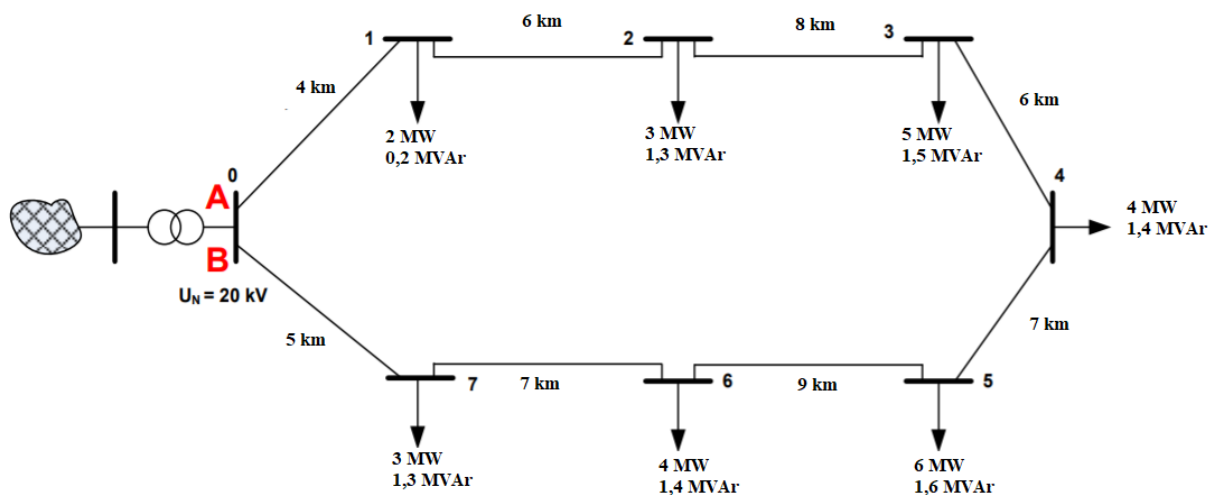 6 km
8 km
1
2
3
4 km
6 km
2 MW
0,2 MVAr
3 MW
1,3 MVAr
5 MW
1,5 MVAr
0
4
A
4 MW
1,4 MVAr
B
U_N = 20 kV
5 km
7 km
7 km
9 km
7
6
5
3 MW
1,3 MVAr
4 MW
1,4 MVAr
6 MW
1,6 MVAr